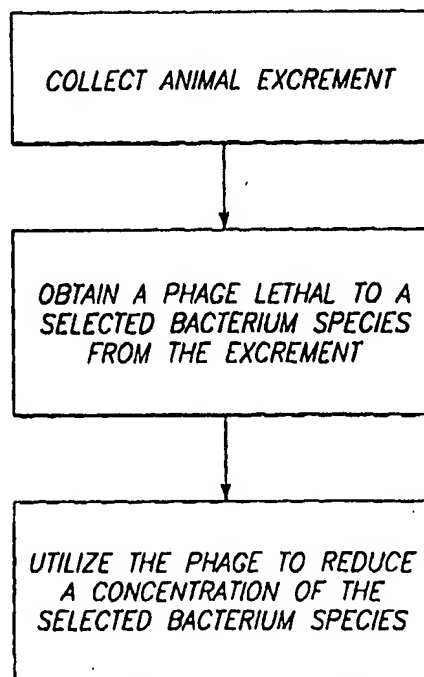 COLLECT ANIMAL EXCREMENT
OBTAIN A PHAGE LETHAL TO A
SELECTED BACTERIUM SPECIES
FROM THE EXCREMENT
UTILIZE THE PHAGE TO REDUCE
A CONCENTRATION OF THE
SELECTED BACTERIUM SPECIES